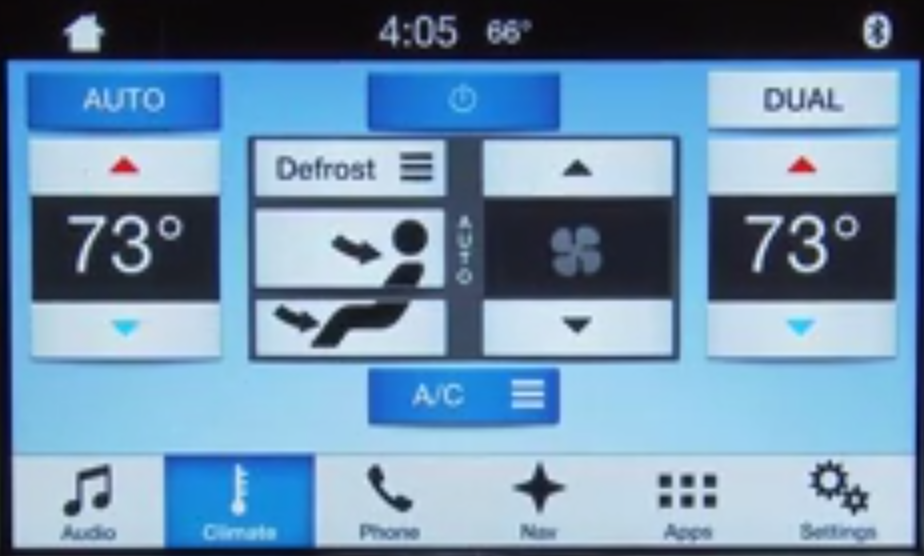 4:05 66°
AUTO
DUAL
Defrost
AUTO
73°
73°
A/C
Audio
Climate
Phone
Nav
Apps
Settings